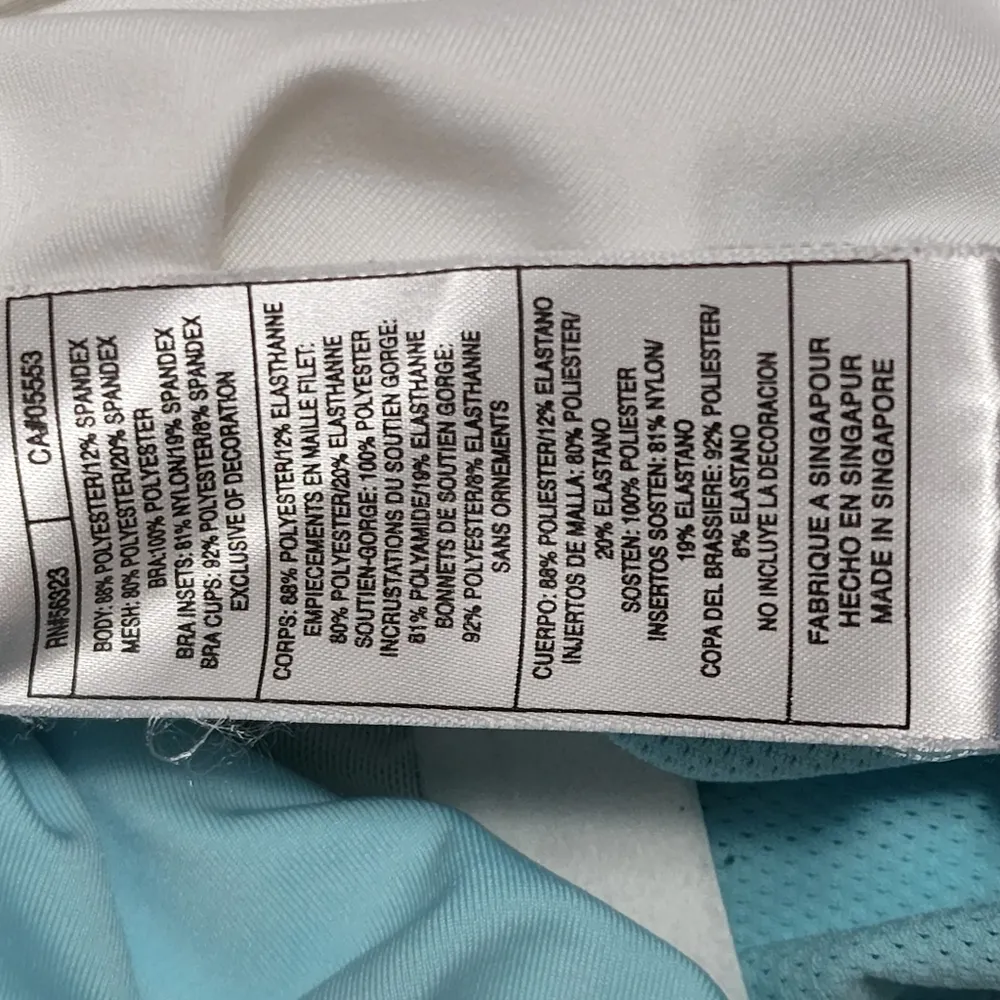 RN#56323 CA#05553
BODY: 88% POLYESTER/12% SPANDEX
MESH: 80% POLYESTER/20% SPANDEX
BRA:100% POLYESTER
BRA INSETS: 81% NYLON/19% SPANDEX
BRA CUPS: 92% POLYESTER/8% SPANDEX
EXCLUSIVE OF DECORATION
CORPS: 88% POLYESTER/12% ELASTHANNE
EMPIECEMENTS EN MAILLE FILET:
80% POLYESTER/20% ELASTHANNE
SOUTIEN-GORGE: 100% POLYESTER
INCRUSTATIONS DU SOUTIEN GORGE:
81% POLYAMIDE/19% ELASTHANNE
BONNETS DE SOUTIEN GORGE:
92% POLYESTER/8% ELASTHANNE
SANS ORNEMENTS
CUERPO: 88% POLIESTER/12% ELASTANO
INJERTOS DE MALLA: 80% POLIESTER/
20% ELASTANO
SOSTEN: 100% POLIESTER
INSERTOS SOSTEN: 81% NYLON/
19% ELASTANO
COPA DEL BRASSIERE: 92% POLIESTER/
8% ELASTANO
NO INCLUYE LA DECORACION
FABRIQUE A SINGAPOUR
HECHO EN SINGAPUR
MADE IN SINGAPORE